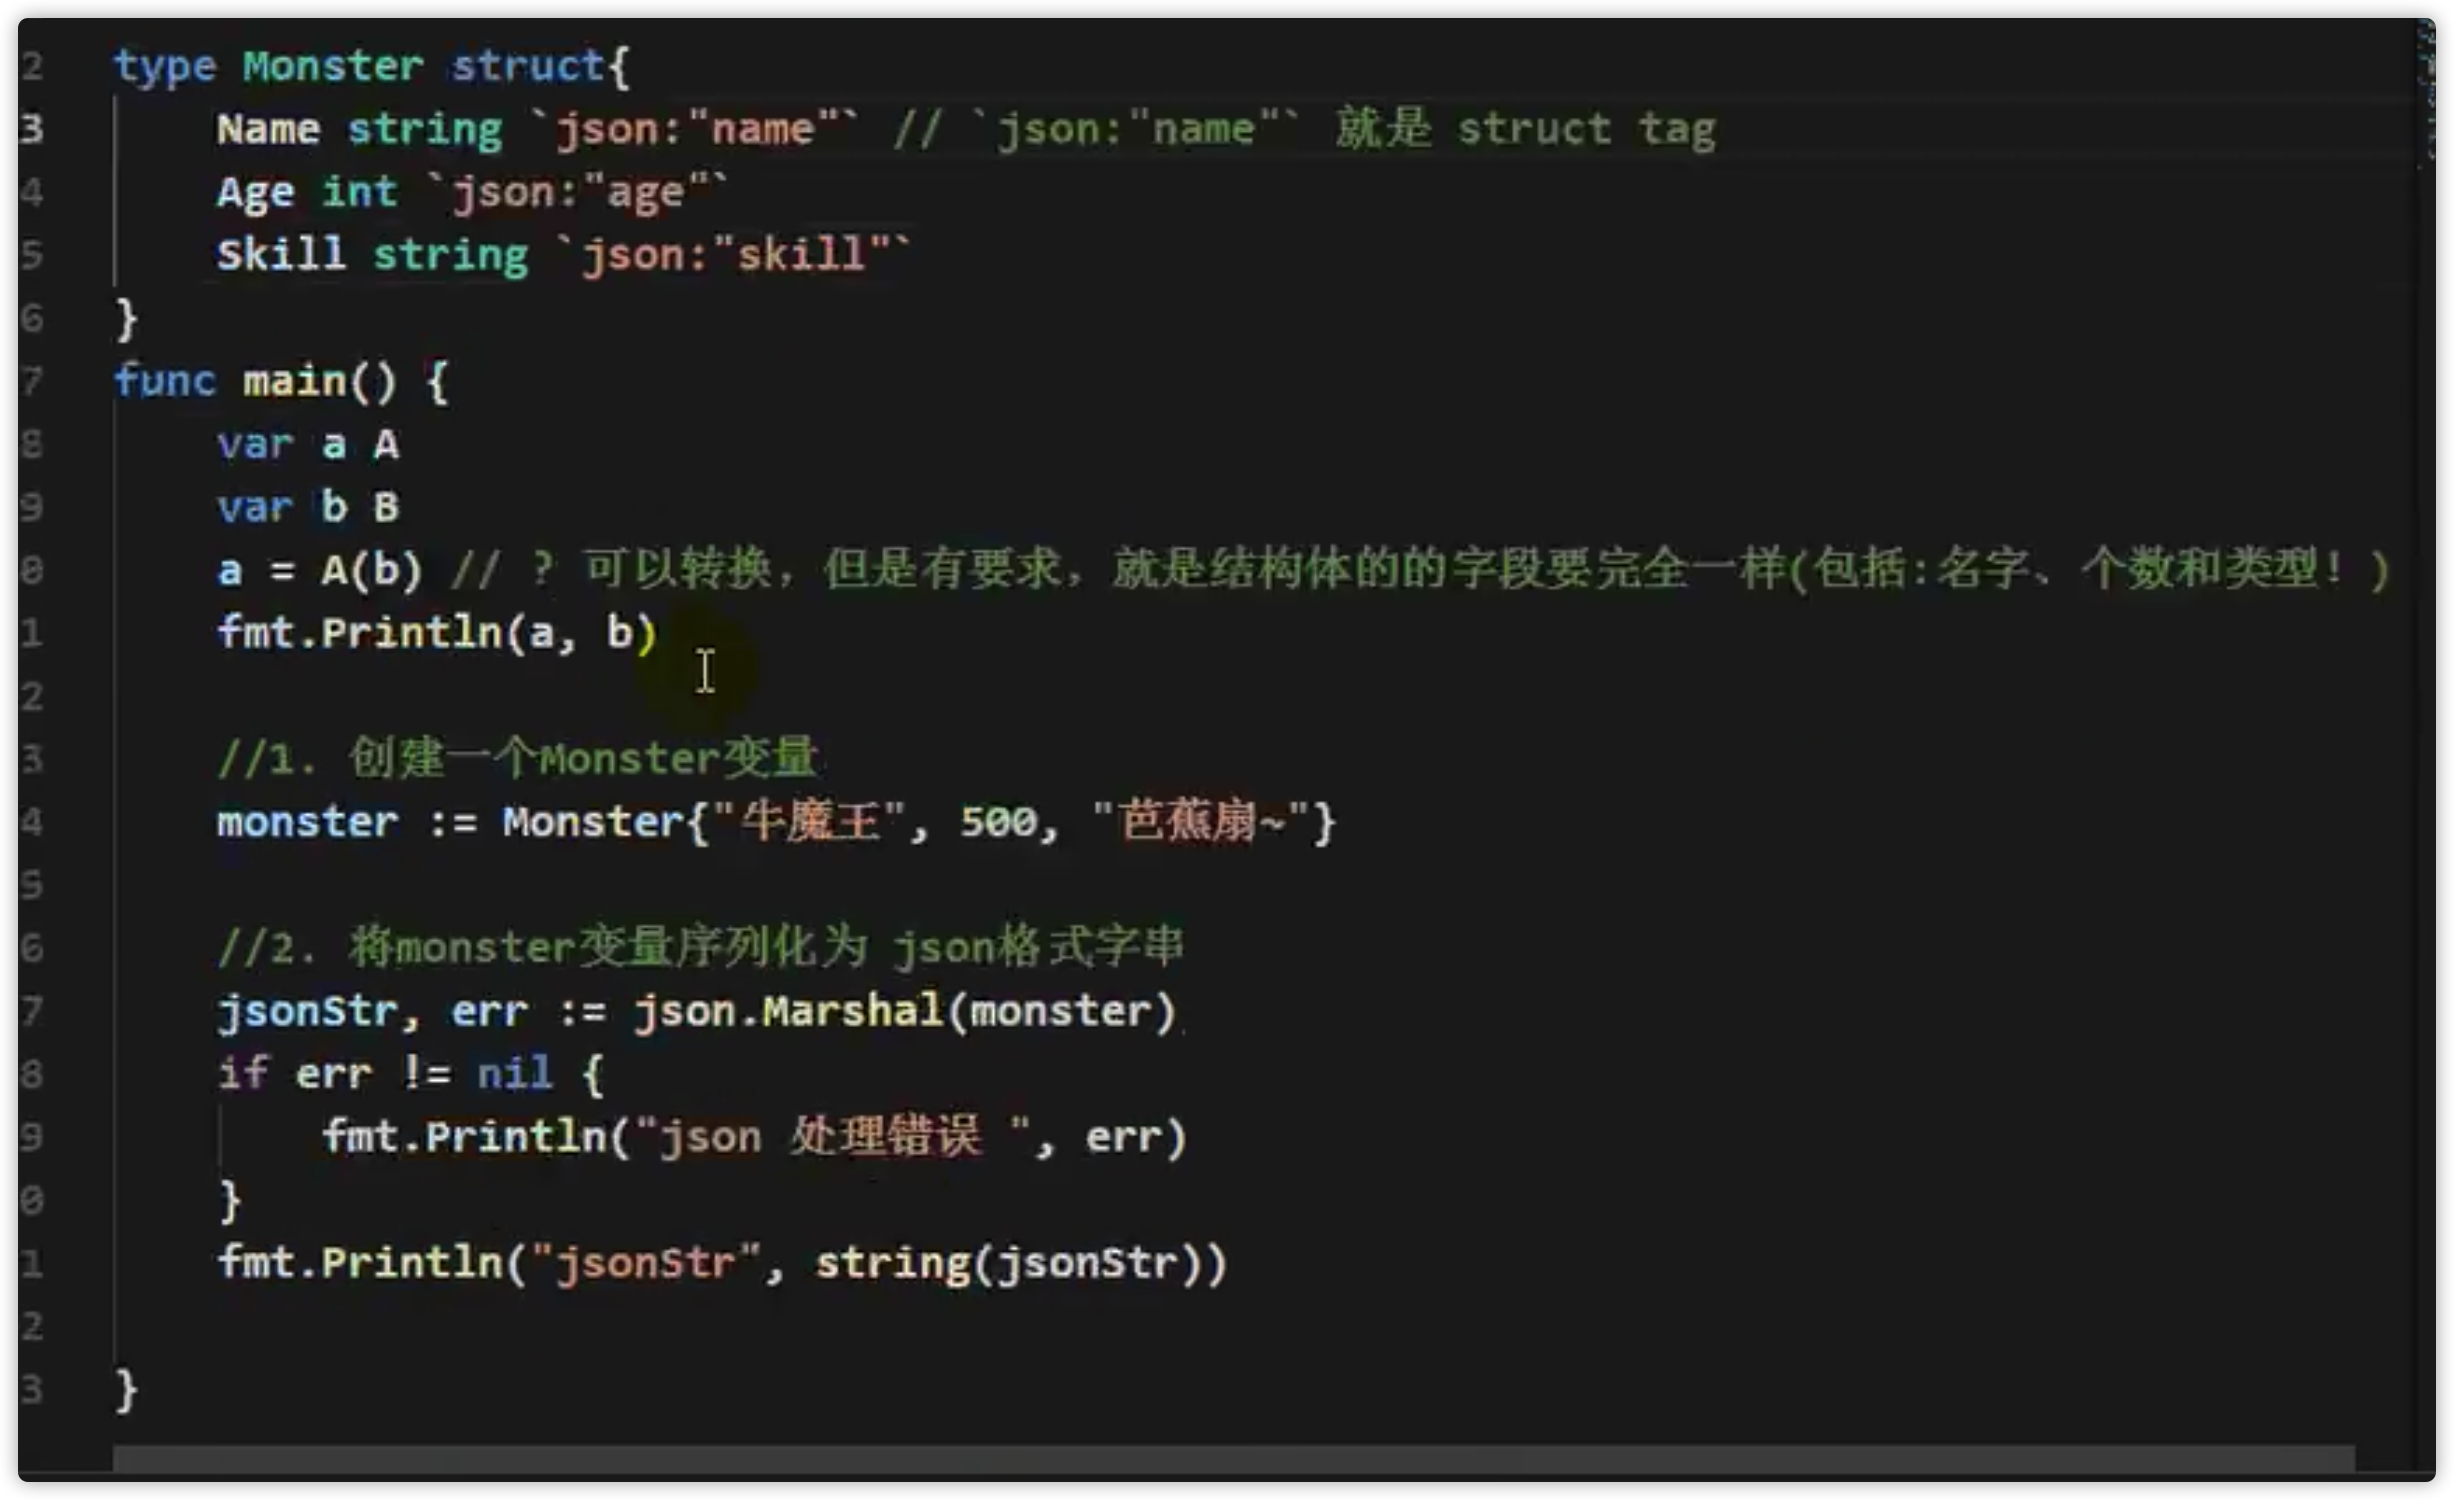 2 type Monster struct{
3 Name string `json:"name"` // `json:"name"` 就是 struct tag
4 Age int `json:"age"`
5 Skill string `json:"skill"`
6 }
7 func main() {
8 var a A
9 var b B
0 a = A(b) // ? 可以转换，但是有要求，就是结构体的的字段要完全一样(包括:名字、个数和类型！)
1 fmt.Println(a, b)
2
3 //1. 创建一个Monster变量
4 monster := Monster{"牛魔王", 500, "芭蕉扇~"}
5
6 //2. 将monster变量序列化为 json格式字串
7 jsonStr, err := json.Marshal(monster)
8 if err != nil {
9 fmt.Println("json 处理错误 ", err)
0 }
1 fmt.Println("jsonStr", string(jsonStr))
2
3 }